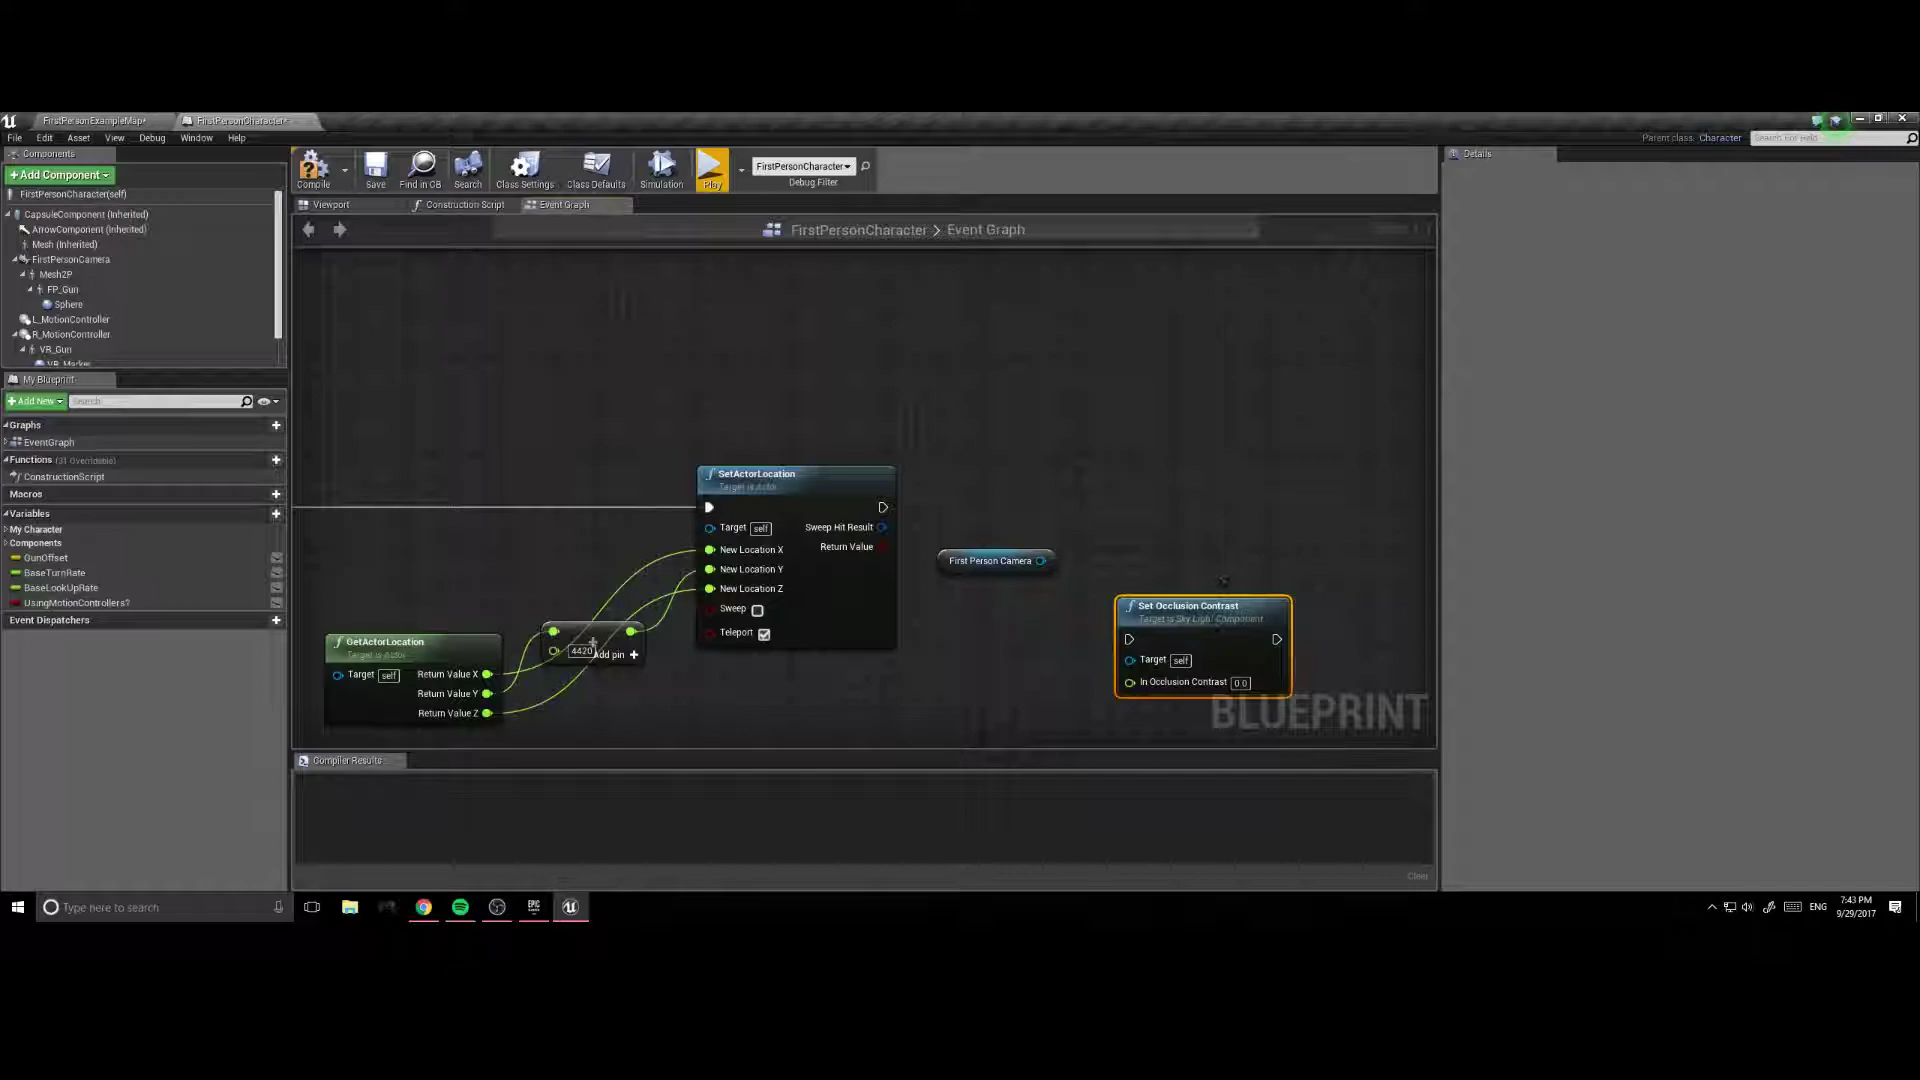 FirstPersonExampleMap*
FirstPersonCharacter*
File Edit Asset View Debug Window Help
Parent class: Character
Search For Help
Components
+Add Component
FirstPersonCharacter(self)
CapsuleComponent (Inherited)
ArrowComponent (Inherited)
Mesh (Inherited)
FirstPersonCamera
Mesh2P
FP_Gun
Sphere
L_MotionController
R_MotionController
VR_Gun
Compile
Save
Find in CB
Search
Class Settings
Class Defaults
Simulation
Play
FirstPersonCharacter
Debug Filter
Details
Viewport
Construction Script
Event Graph
FirstPersonCharacter > Event Graph
My Blueprint
+Add New
Search
Graphs
EventGraph
Functions (31 Overridable)
ConstructionScript
Macros
Variables
My Character
Components
GunOffset
BaseTurnRate
BaseLookUpRate
UsingMotionControllers?
Event Dispatchers
SetActorLocation
Target is Actor
Target self
Sweep Hit Result
New Location X
Return Value
New Location Y
New Location Z
Sweep
Teleport
First Person Camera
Set Occlusion Contrast
Target is Sky Light Component
Target self
In Occlusion Contrast 0.0
GetActorLocation
Target is Actor
Target self
Return Value X
Return Value Y
Return Value Z
4420
Add pin +
BLUEPRINT
Compiler Results
Clear
Type here to search
EPIC
ENG
7:43 PM
9/29/2017